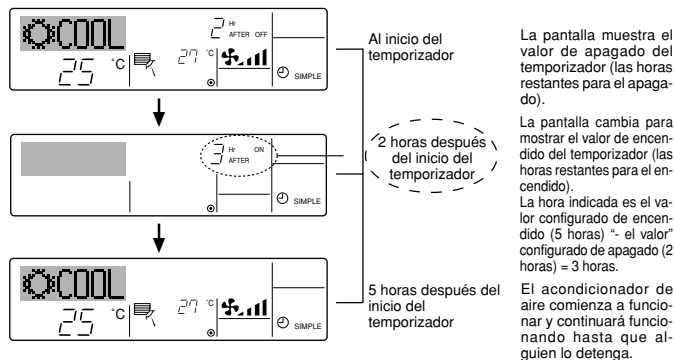 COOL
25 °C
2 Hr
AFTER OFF
27 °C
SIMPLE
Al inicio del
temporizador
La pantalla muestra el
valor de apagado del
temporizador (las horas
restantes para el apaga-
do).
3 Hr ON
AFTER
SIMPLE
2 horas después
del inicio del
temporizador
La pantalla cambia para
mostrar el valor de encen-
dido del temporizador (las
horas restantes para el en-
cendido).
La hora indicada es el va-
lor configurado de encen-
dido (5 horas) “- el valor”
configurado de apagado (2
horas) = 3 horas.
COOL
25 °C
27 °C
SIMPLE
5 horas después del
inicio del
temporizador
El acondicionador de
aire comienza a funcio-
nar y continuará funcio-
nando hasta que al-
guien lo detenga.